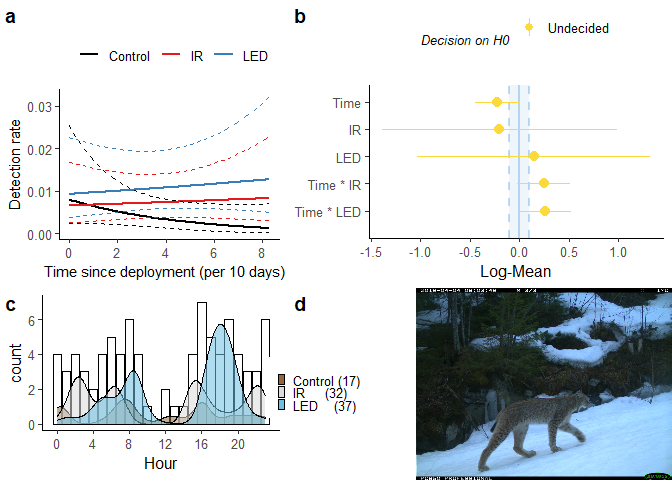 a
Control IR LED
Detection rate
0.03
0.02
0.01
0.00
0 2 4 6 8
Time since deployment (per 10 days)
b
Decision on H0 Undecided
Time
IR
LED
Time * IR
Time * LED
-1.5 -1.0 -0.5 0.0 0.5 1.0
Log-Mean
c
count
6
4
2
0
0 4 8 12 16 20
Hour
Control (17)
IR (32)
LED (37)
d
PC850 PROFESSIONAL